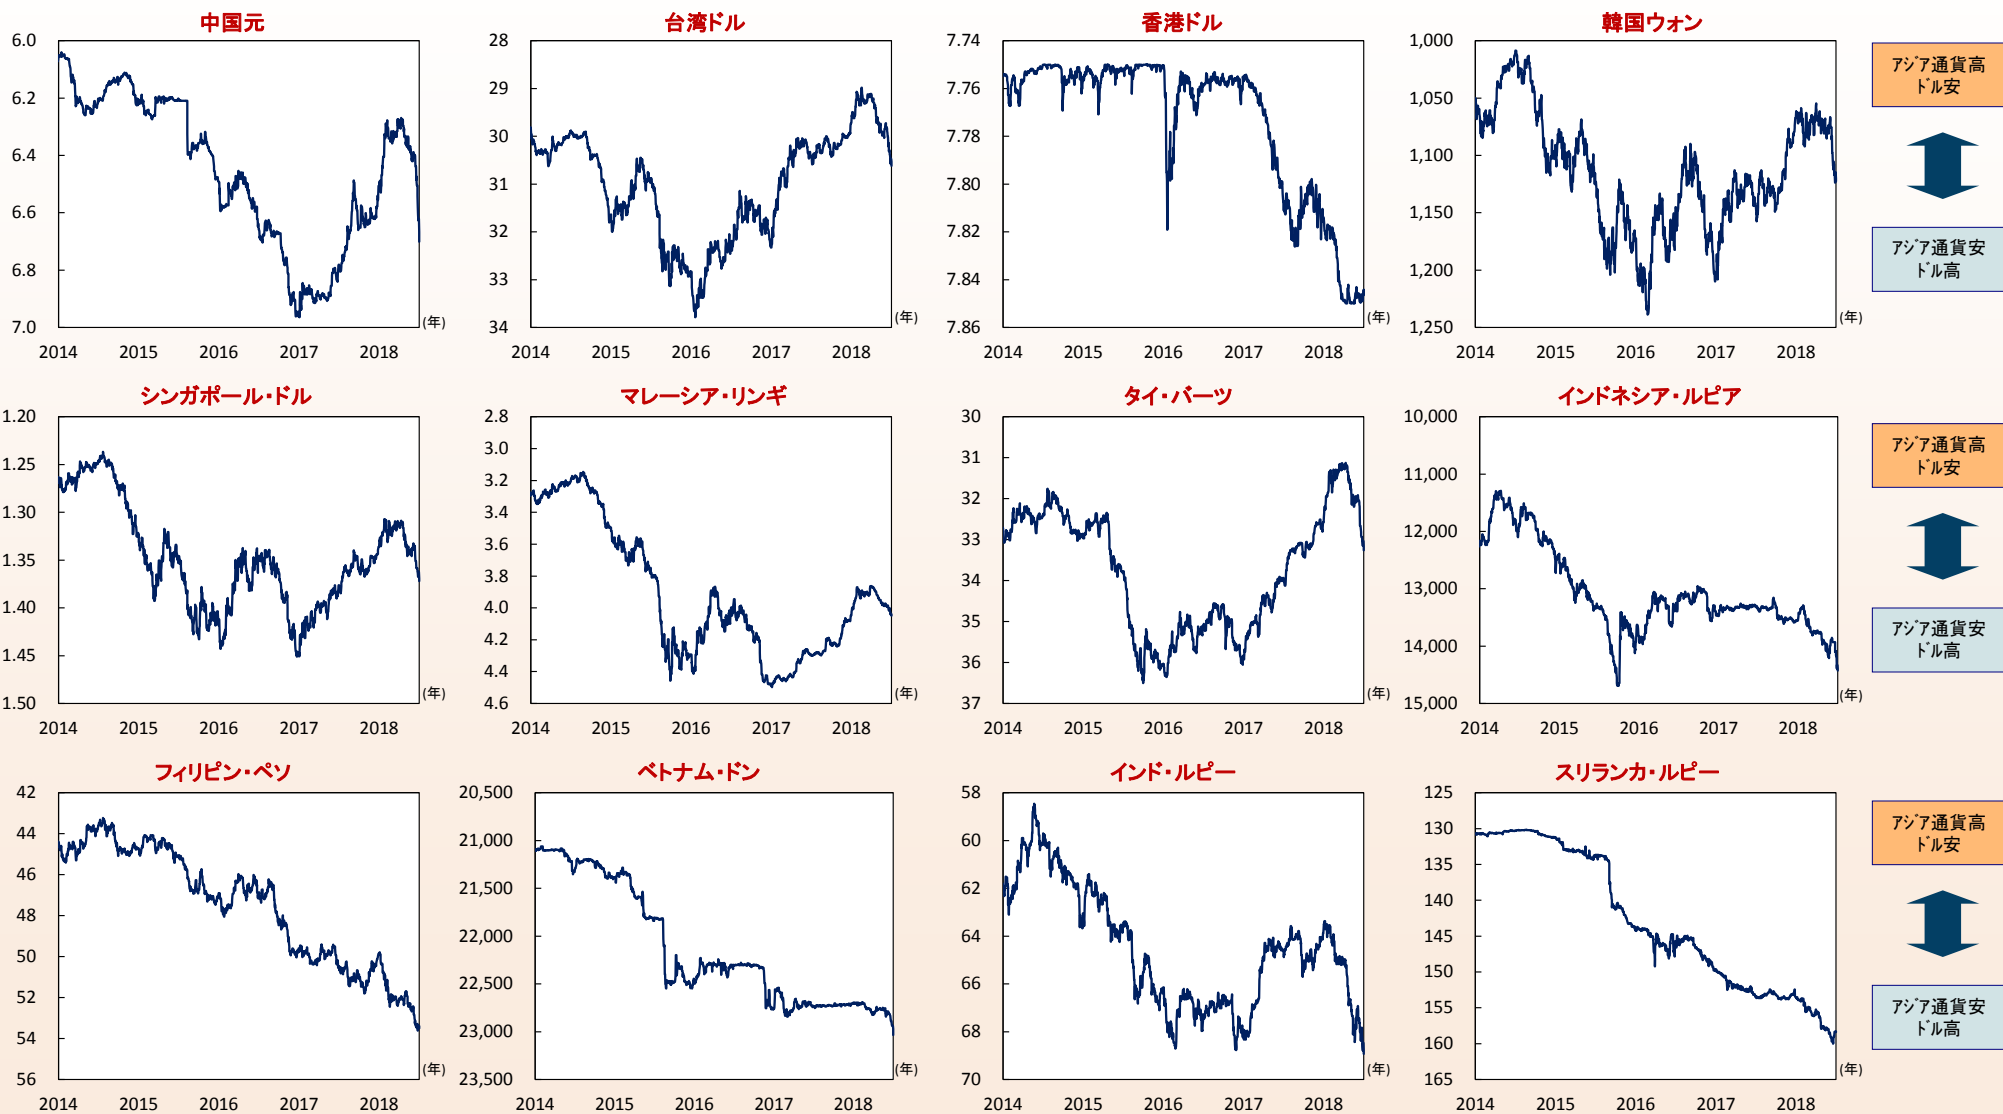 中国元
台湾ドル
香港ドル
韓国ウォン
6.0
6.2
6.4
6.6
6.8
7.0
2014 2015 2016 2017 2018
(年)
28
29
30
31
32
33
34
2014 2015 2016 2017 2018
(年)
7.74
7.76
7.78
7.80
7.82
7.84
7.86
2014 2015 2016 2017 2018
(年)
1,000
1,050
1,100
1,150
1,200
1,250
2014 2015 2016 2017 2018
(年)
アジア通貨高
ドル安
アジア通貨安
ドル高
シンガポール・ドル
マレーシア・リンギ
タイ・バーツ
インドネシア・ルピア
1.20
1.25
1.30
1.35
1.40
1.45
1.50
2014 2015 2016 2017 2018
(年)
2.8
3.0
3.2
3.4
3.6
3.8
4.0
4.2
4.4
4.6
2014 2015 2016 2017 2018
(年)
30
31
32
33
34
35
36
37
2014 2015 2016 2017 2018
(年)
10,000
11,000
12,000
13,000
14,000
15,000
2014 2015 2016 2017 2018
(年)
アジア通貨高
ドル安
アジア通貨安
ドル高
フィリピン・ペソ
ベトナム・ドン
インド・ルピー
スリランカ・ルピー
42
44
46
48
50
52
54
56
2014 2015 2016 2017 2018
(年)
20,500
21,000
21,500
22,000
22,500
23,000
23,500
2014 2015 2016 2017 2018
(年)
58
60
62
64
66
68
70
2014 2015 2016 2017 2018
(年)
125
130
135
140
145
150
155
160
165
2014 2015 2016 2017 2018
(年)
アジア通貨高
ドル安
アジア通貨安
ドル高